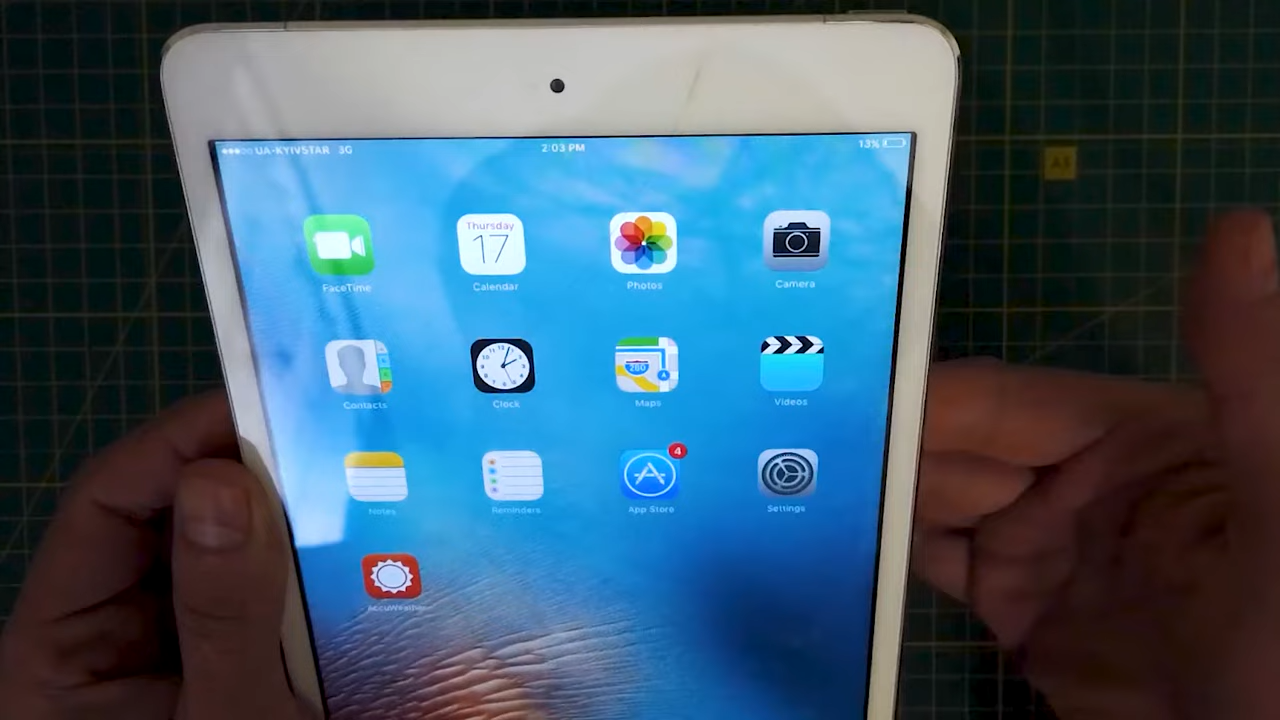 UA-KYIVSTAR 3G 2:03 PM 13%
Thursday
17
FaceTime Calendar Photos Camera
12
280
Contacts Clock Maps Videos
4
Notes Reminders App Store Settings
AccuWeather